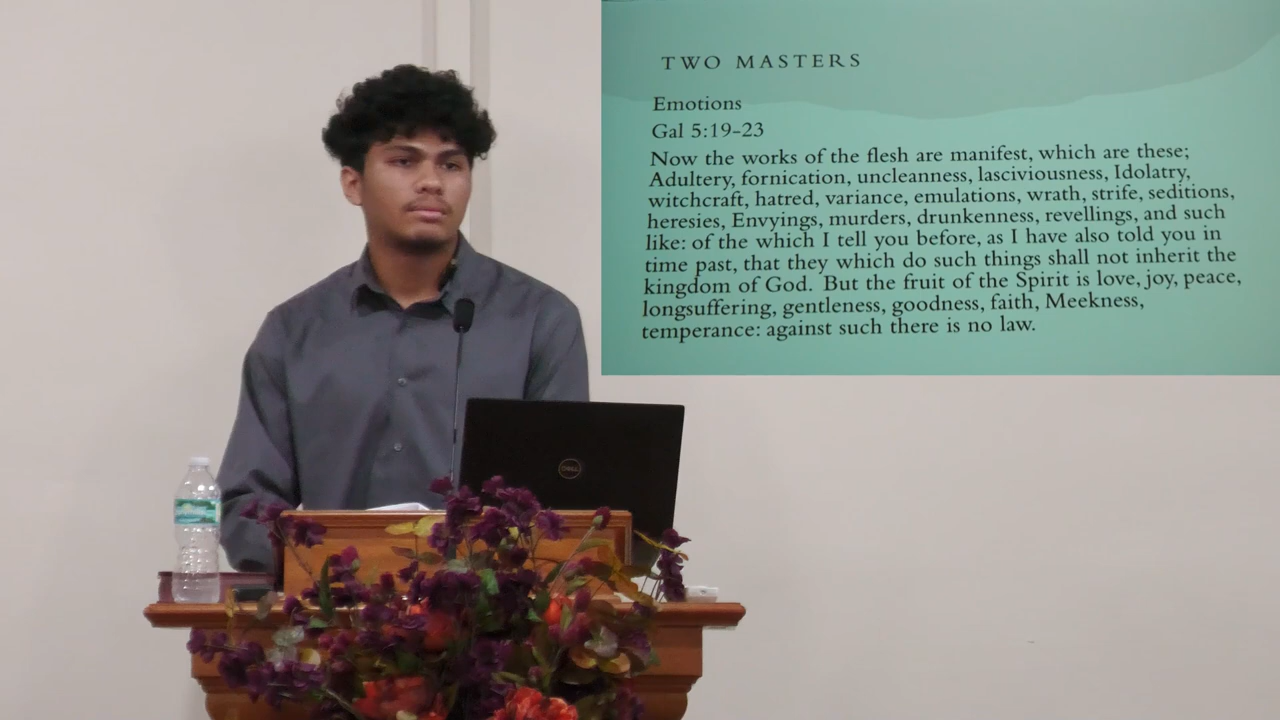 TWO MASTERS
Emotions
Gal 5:19-23
Now the works of the flesh are manifest, which are these;
Adultery, fornication, uncleanness, lasciviousness, Idolatry,
witchcraft, hatred, variance, emulations, wrath, strife, seditions,
heresies, Envyings, murders, drunkenness, revellings, and such
like: of the which I tell you before, as I have also told you in
time past, that they which do such things shall not inherit the
kingdom of God. But the fruit of the Spirit is love, joy, peace,
longsuffering, gentleness, goodness, faith, Meekness,
temperance: against such there is no law.
DELL